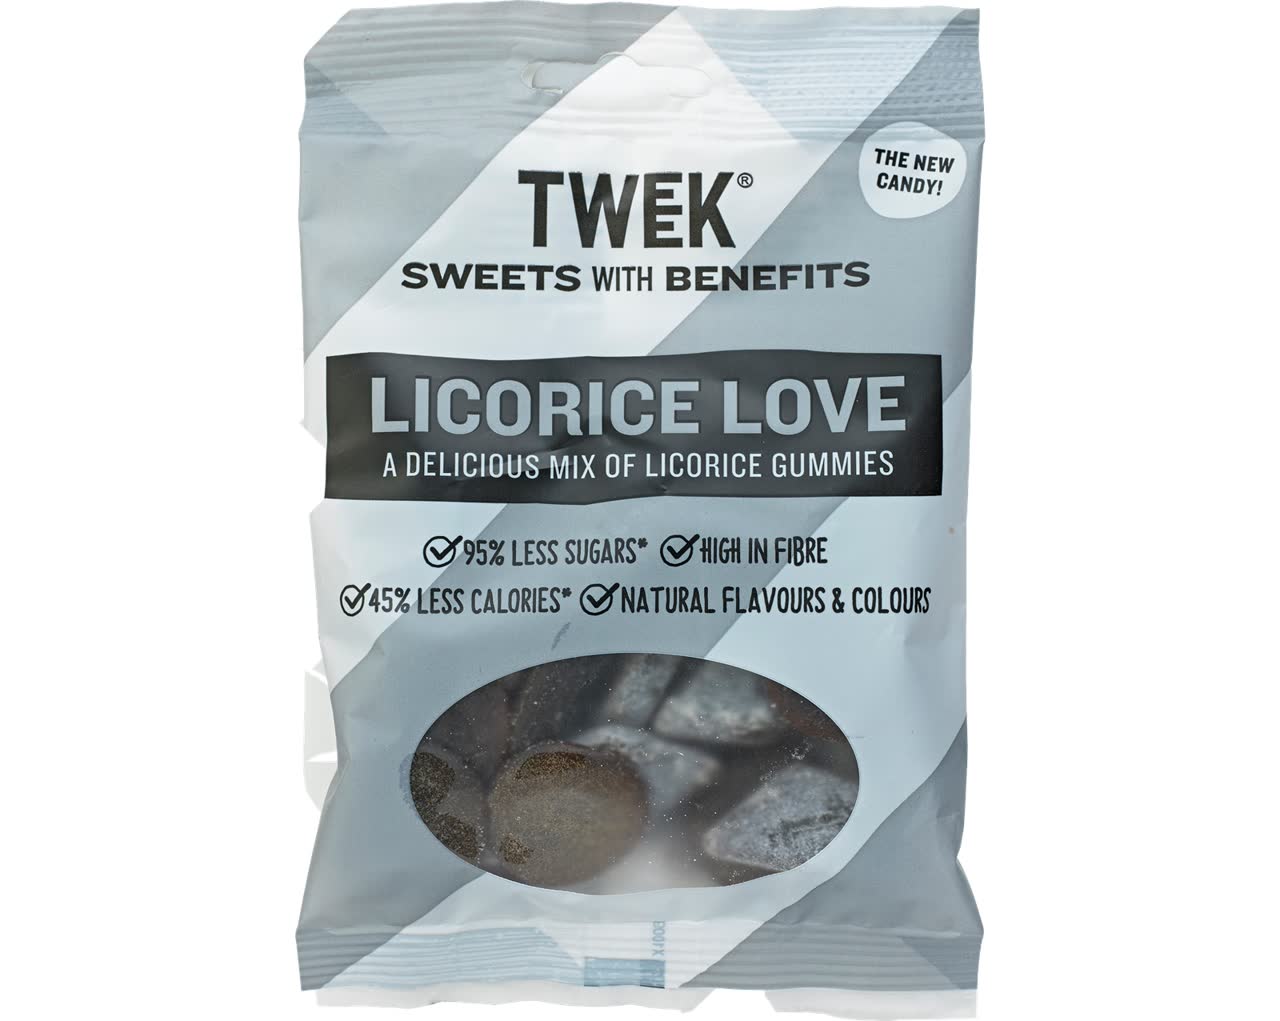 THE NEW
CANDY!
TWEEK®
SWEETS WITH BENEFITS
LICORICE LOVE
A DELICIOUS MIX OF LICORICE GUMMIES
95% LESS SUGARS* HIGH IN FIBRE
45% LESS CALORIES* NATURAL FLAVOURS & COLOURS